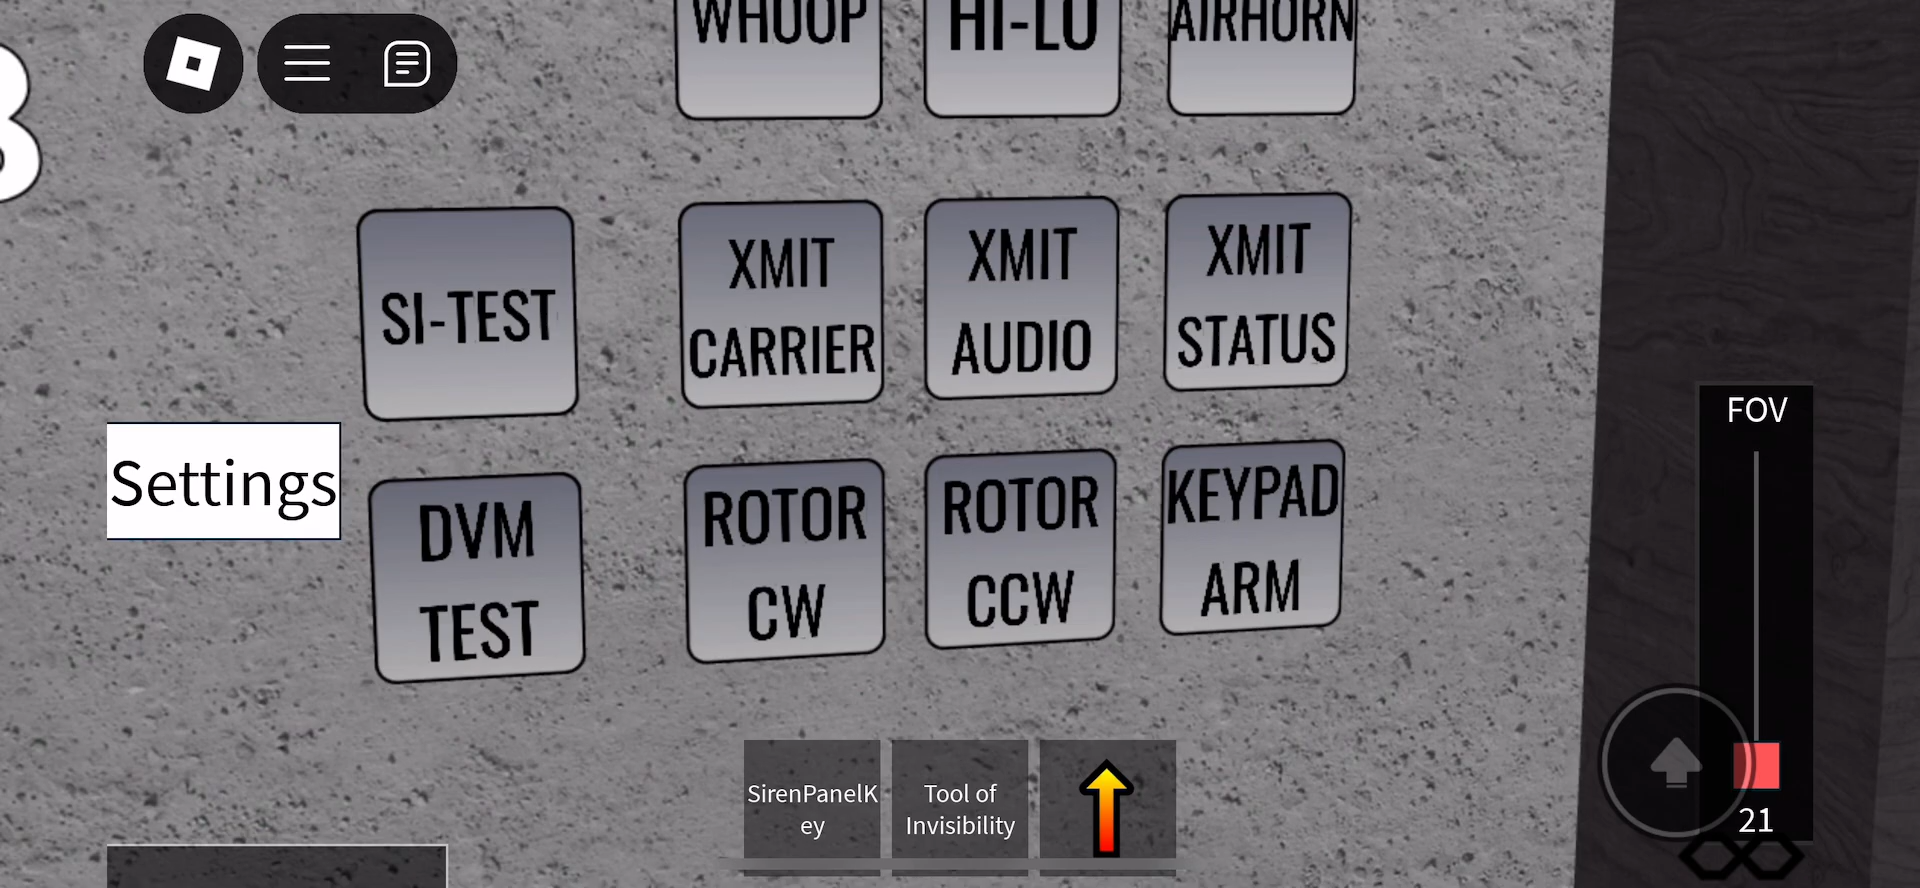 WHOOP
HI-LO
AIRHORN
SI-TEST
XMIT
CARRIER
XMIT
AUDIO
XMIT
STATUS
Settings
DVM
TEST
ROTOR
CW
ROTOR
CCW
KEYPAD
ARM
FOV
21
SirenPanelK
ey
Tool of
Invisibility